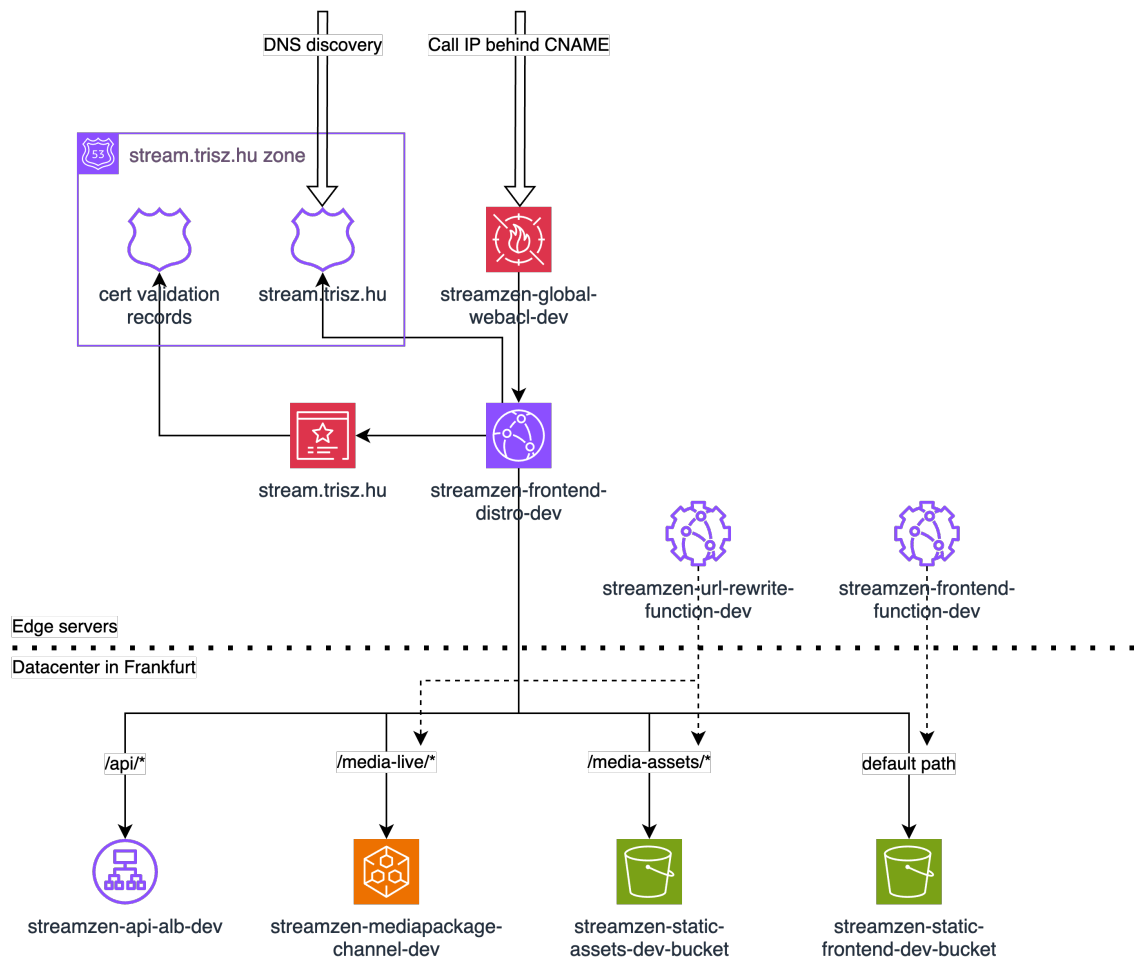 DNS discovery
Call IP behind CNAME
53
stream.trisz.hu zone
cert validation
records
stream.trisz.hu
streamzen-global-
webacl-dev
stream.trisz.hu
streamzen-frontend-
distro-dev
streamzen-url-rewrite-
function-dev
streamzen-frontend-
function-dev
Edge servers
Datacenter in Frankfurt
/api/*
/media-live/*
/media-assets/*
default path
streamzen-api-alb-dev
streamzen-mediapackage-
channel-dev
streamzen-static-
assets-dev-bucket
streamzen-static-
frontend-dev-bucket